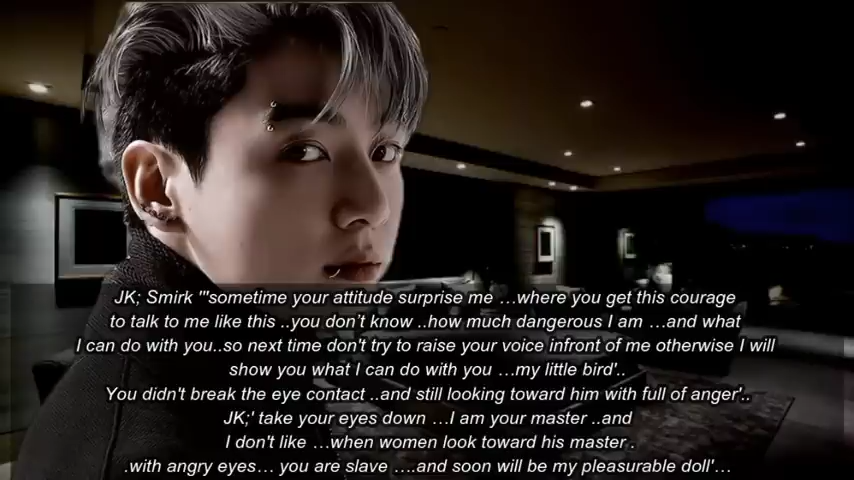 JK; Smirk '"sometime your attitude surprise me …where you get this courage
to talk to me like this ..you don't know ..how much dangerous I am …and what
I can do with you..so next time don't try to raise your voice infront of me otherwise I will
show you what I can do with you …my little bird'..
You didn't break the eye contact ..and still looking toward him with full of anger'..
JK;' take your eyes down …I am your master ..and
I don't like …when women look toward his master .
.with angry eyes… you are slave ….and soon will be my pleasurable doll'…